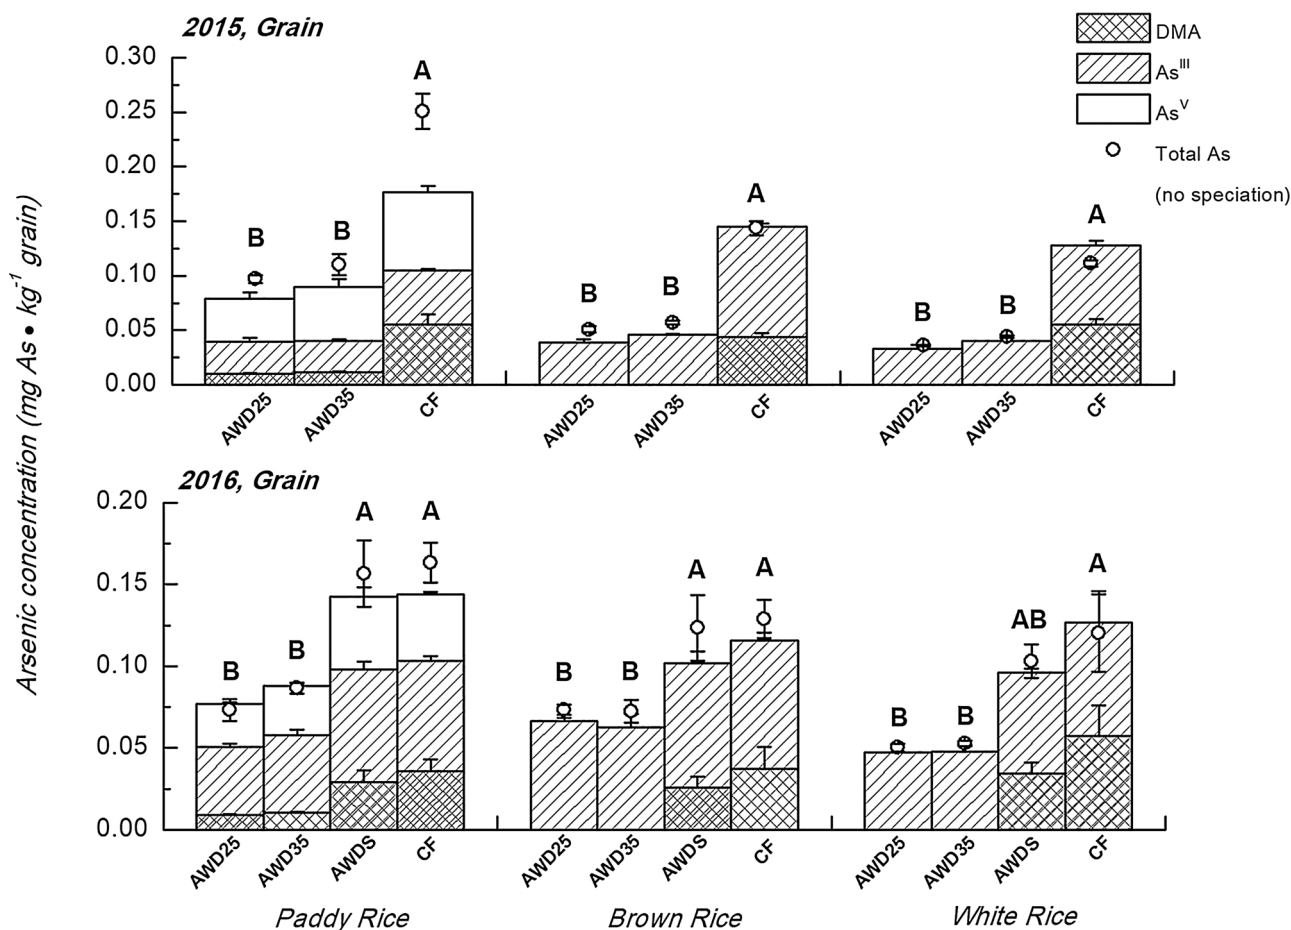 2015, Grain
DMA
As^III
As^V
Total As
(no speciation)
Arsenic concentration (mg As • kg^-1 grain)
0.30
0.25
0.20
0.15
0.10
0.05
0.00
B B A
B B A
B B A
AWD25 AWD35 CF
AWD25 AWD35 CF
AWD25 AWD35 CF
2016, Grain
0.20
0.15
0.10
0.05
0.00
B B A A
B B A A
B B AB A
AWD25 AWD35 AWDS CF
AWD25 AWD35 AWDS CF
AWD25 AWD35 AWDS CF
Paddy Rice
Brown Rice
White Rice